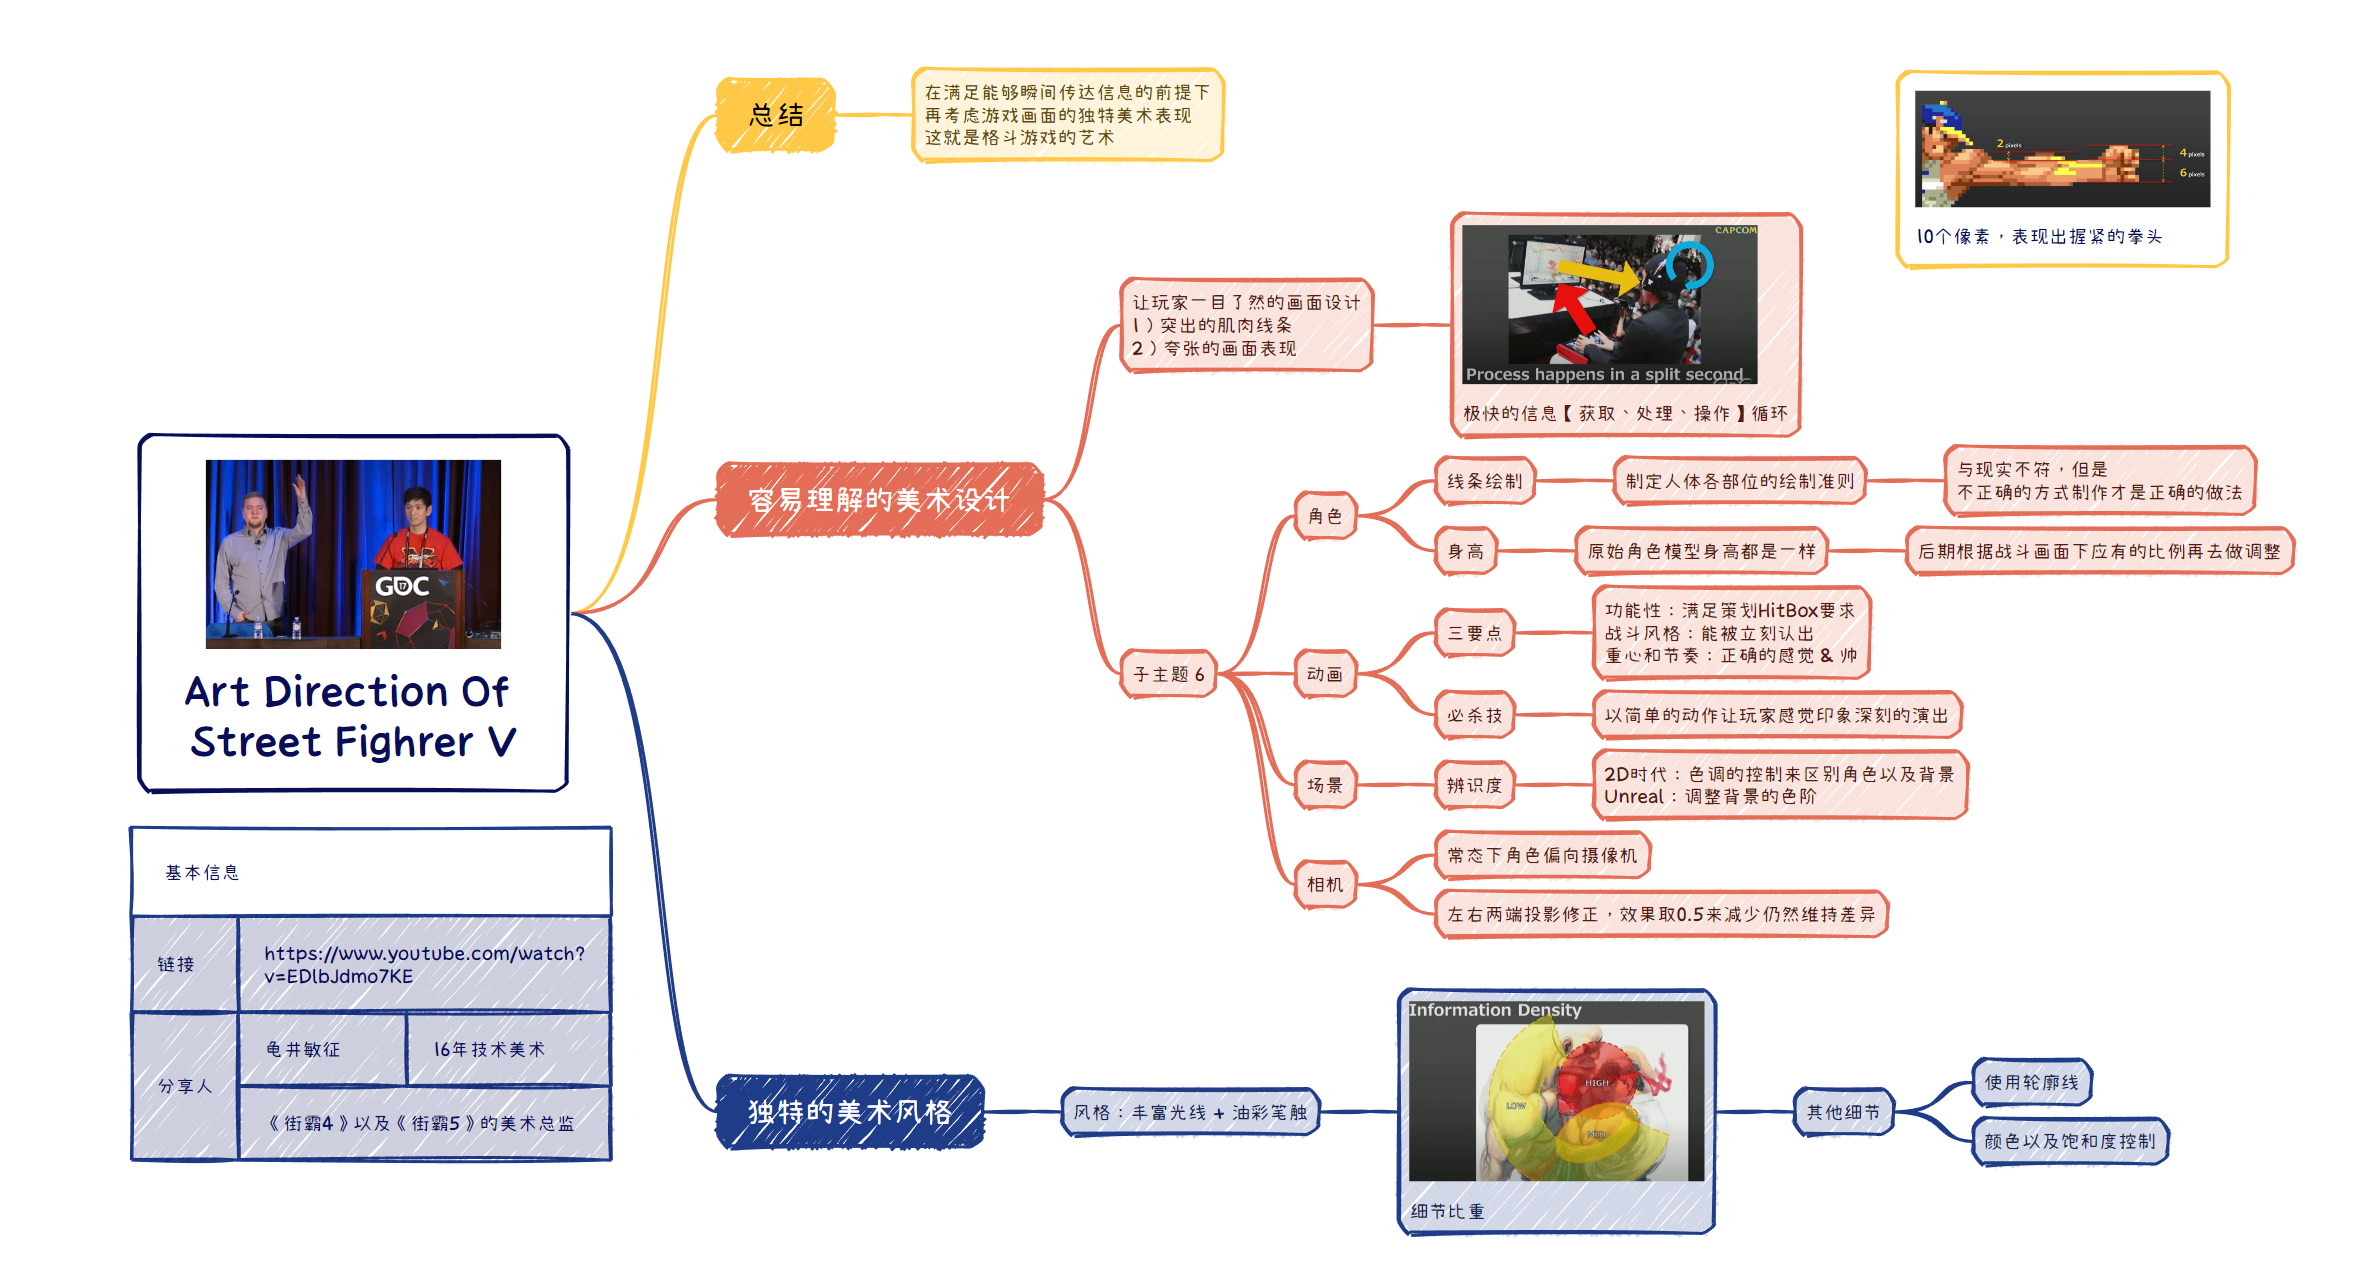 总结
在满足能够瞬间传达信息的前提下
再考虑游戏画面的独特美术表现
这就是格斗游戏的艺术
2 pixels
4 pixels
6 pixels
10个像素，表现出握紧的拳头
CAPCOM
Process happens in a split second
极快的信息【获取、处理、操作】循环
让玩家一目了然的画面设计
1）突出的肌肉线条
2）夸张的画面表现
容易理解的美术设计
GDC
17
Art Direction Of
Street Fighrer V
子主题 6
角色
线条绘制
制定人体各部位的绘制准则
与现实不符，但是
不正确的方式制作才是正确的做法
身高
原始角色模型身高都是一样
后期根据战斗画面下应有的比例再去做调整
动画
三要点
功能性：满足策划HitBox要求
战斗风格：能被立刻认出
重心和节奏：正确的感觉 & 帅
必杀技
以简单的动作让玩家感觉印象深刻的演出
场景
辨识度
2D时代：色调的控制来区别角色以及背景
Unreal：调整背景的色阶
相机
常态下角色偏向摄像机
左右两端投影修正，效果取0.5来减少仍然维持差异
基本信息
链接
https://www.youtube.com/watch?
v=EDlbJdmo7KE
分享人
龟井敏征
16年技术美术
《街霸4》以及《街霸5》的美术总监
独特的美术风格
风格：丰富光线 + 油彩笔触
Information Density
HIGH
LOW
MID
细节比重
其他细节
使用轮廓线
颜色以及饱和度控制